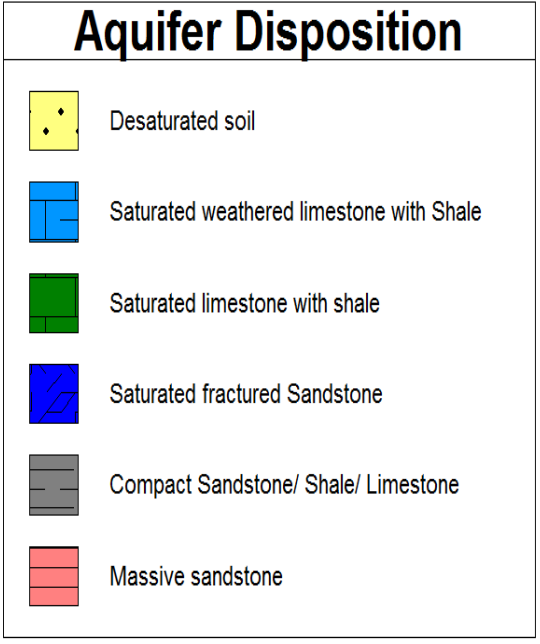 Aquifer Disposition
Desaturated soil
Saturated weathered limestone with Shale
Saturated limestone with shale
Saturated fractured Sandstone
Compact Sandstone/ Shale/ Limestone
Massive sandstone